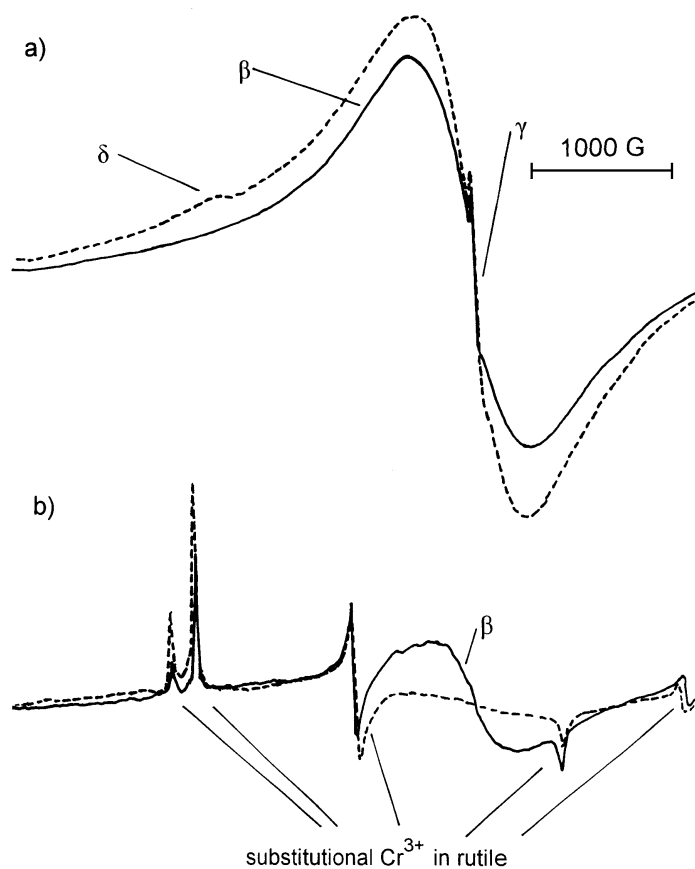 a)
β
γ
δ
1000 G
b)
β
substitutional Cr³⁺ in rutile